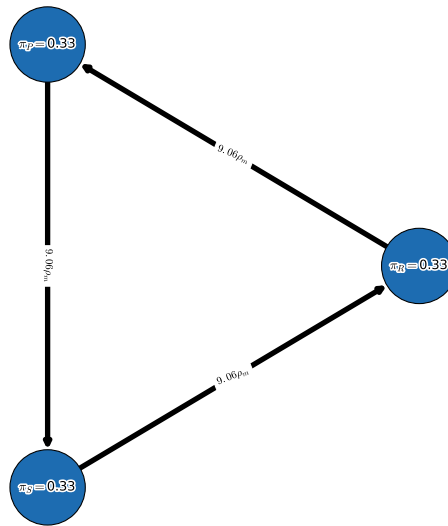 π_P = 0.33
9.06ρ_m
9.06ρ_m
π_R = 0.33
9.06ρ_m
π_S = 0.33